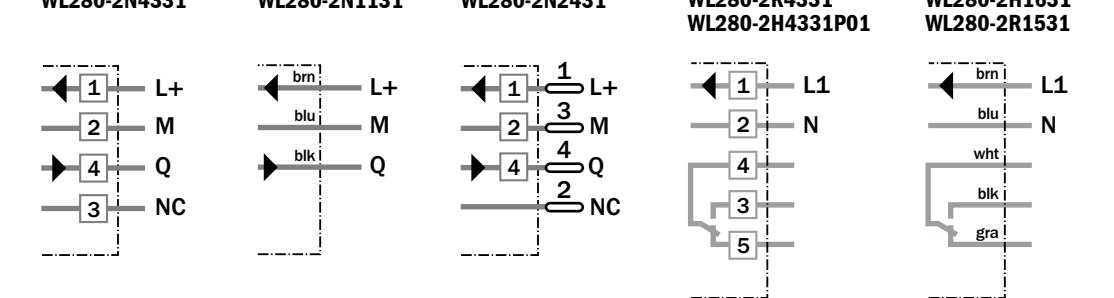 WL280-2N4331
WL280-2N1131
WL280-2N2431
WL280-2R4331
WL280-2H4331P01
WL280-2H1631
WL280-2R1531
1 L+
2 M
4 Q
3 NC
brn L+
blu M
blk Q
1 1 L+
2 3 M
4 4 Q
2 NC
1 L1
2 N
4
3
5
brn L1
blu N
wht
blk
gra